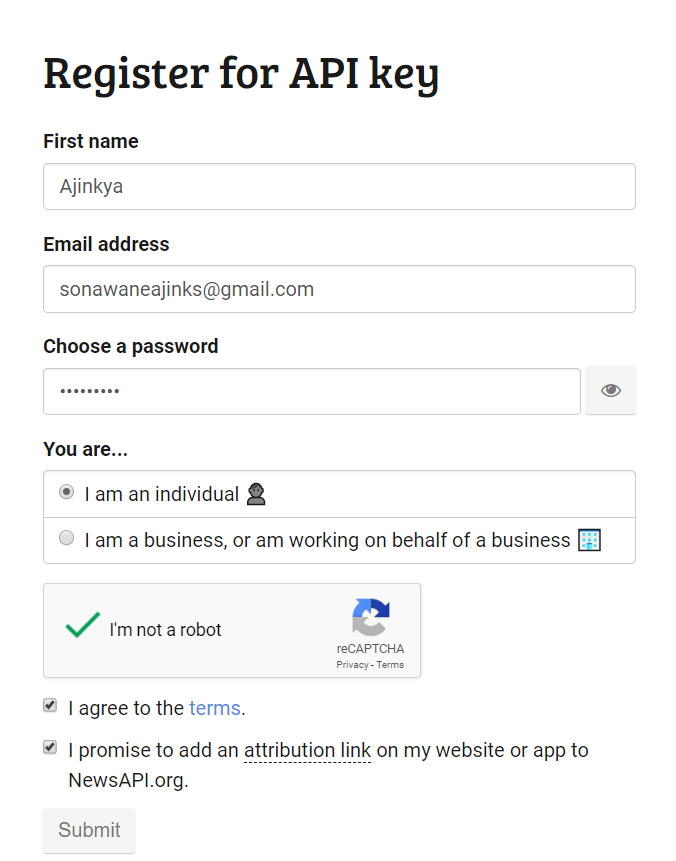 Register for API key
First name
Ajinkya
Email address
sonawaneajinks@gmail.com
Choose a password
•••••••••
You are...
I am an individual
I am a business, or am working on behalf of a business
I'm not a robot
reCAPTCHA
Privacy - Terms
I agree to the terms.
I promise to add an attribution link on my website or app to
NewsAPI.org.
Submit